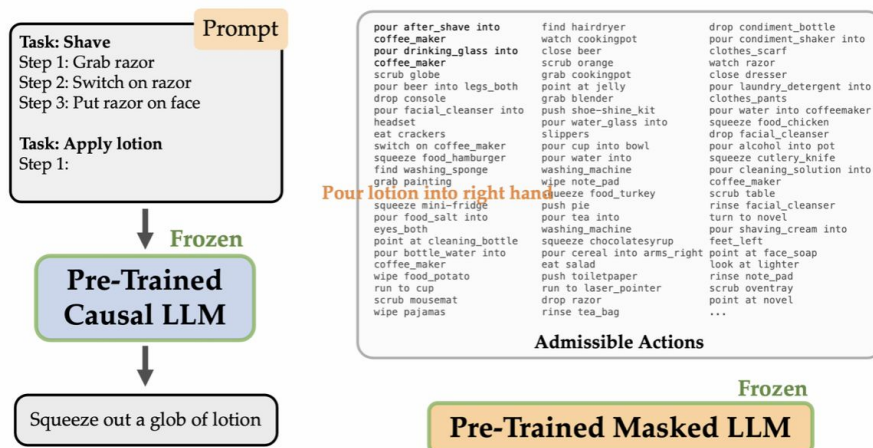 Prompt
Task: Shave
Step 1: Grab razor
Step 2: Switch on razor
Step 3: Put razor on face
Task: Apply lotion
Step 1:
Frozen
Pre-Trained
Causal LLM
Squeeze out a glob of lotion
pour after_shave into
coffee_maker
pour drinking_glass into
coffee_maker
scrub globe
pour beer into legs_both
drop console
pour facial_cleanser into
headset
eat crackers
switch on coffee_maker
squeeze food_hamburger
find washing_sponge
grab painting
Pour lotion into right hand
squeeze mini-fridge
pour food_salt into
eyes_both
point at cleaning_bottle
pour bottle_water into
coffee_maker
wipe food_potato
run to cup
scrub mousemat
wipe pajamas
find hairdryer
watch cookingpot
close beer
scrub orange
grab cookingpot
point at jelly
grab blender
push shoe-shine_kit
pour water_glass into
slippers
pour cup into bowl
pour water into
washing_machine
wipe note_pad
squeeze food_turkey
push pie
pour tea into
washing_machine
squeeze chocolatesyrup
pour cereal into arms_right
eat salad
push toiletpaper
run to laser_pointer
drop razor
rinse tea_bag
drop condiment_bottle
pour condiment_shaker into
clothes_scarf
watch razor
close dresser
pour laundry_detergent into
clothes_pants
pour water into coffeemaker
squeeze food_chicken
drop facial_cleanser
pour alcohol into pot
squeeze cutlery_knife
pour cleaning_solution into
coffee_maker
scrub table
rinse facial_cleanser
turn to novel
pour shaving_cream into
feet_left
point at face_soap
look at lighter
rinse note_pad
scrub oventray
point at novel
...
Admissible Actions
Frozen
Pre-Trained Masked LLM